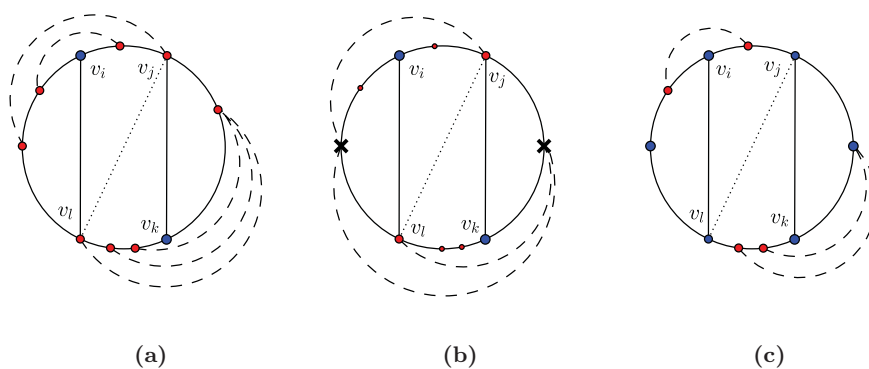 v_i v_j v_i v_j v_i v_j
v_l v_k v_l v_k v_l v_k
(a) (b) (c)